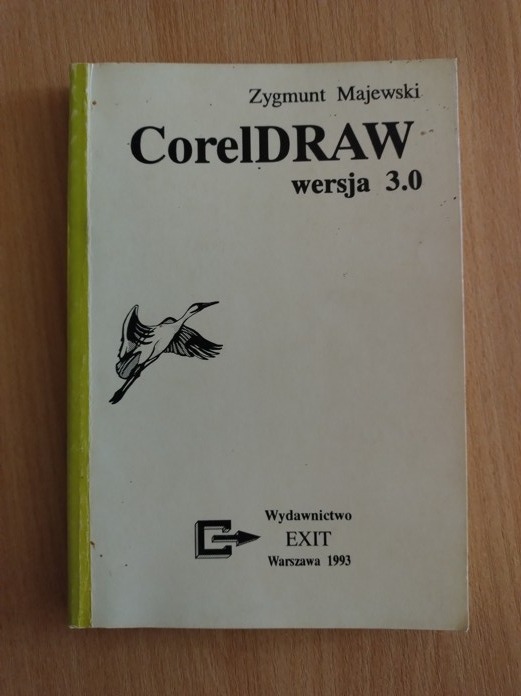 Zygmunt Majewski
CorelDRAW
wersja 3.0
Wydawnictwo
EXIT
Warszawa 1993